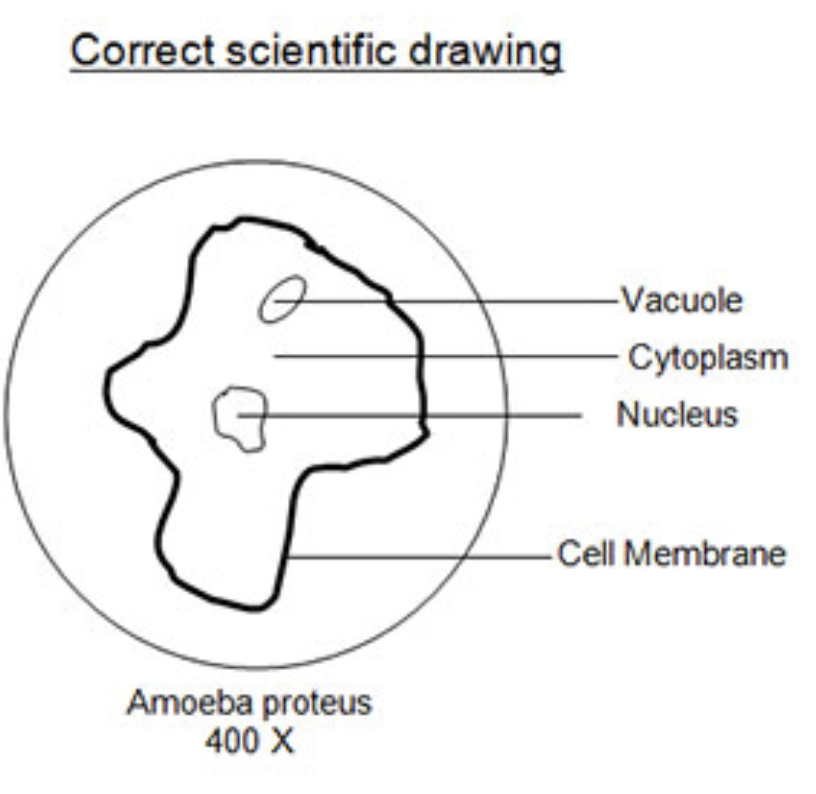 Correct scientific drawing
Vacuole
Cytoplasm
Nucleus
Cell Membrane
Amoeba proteus
400 X